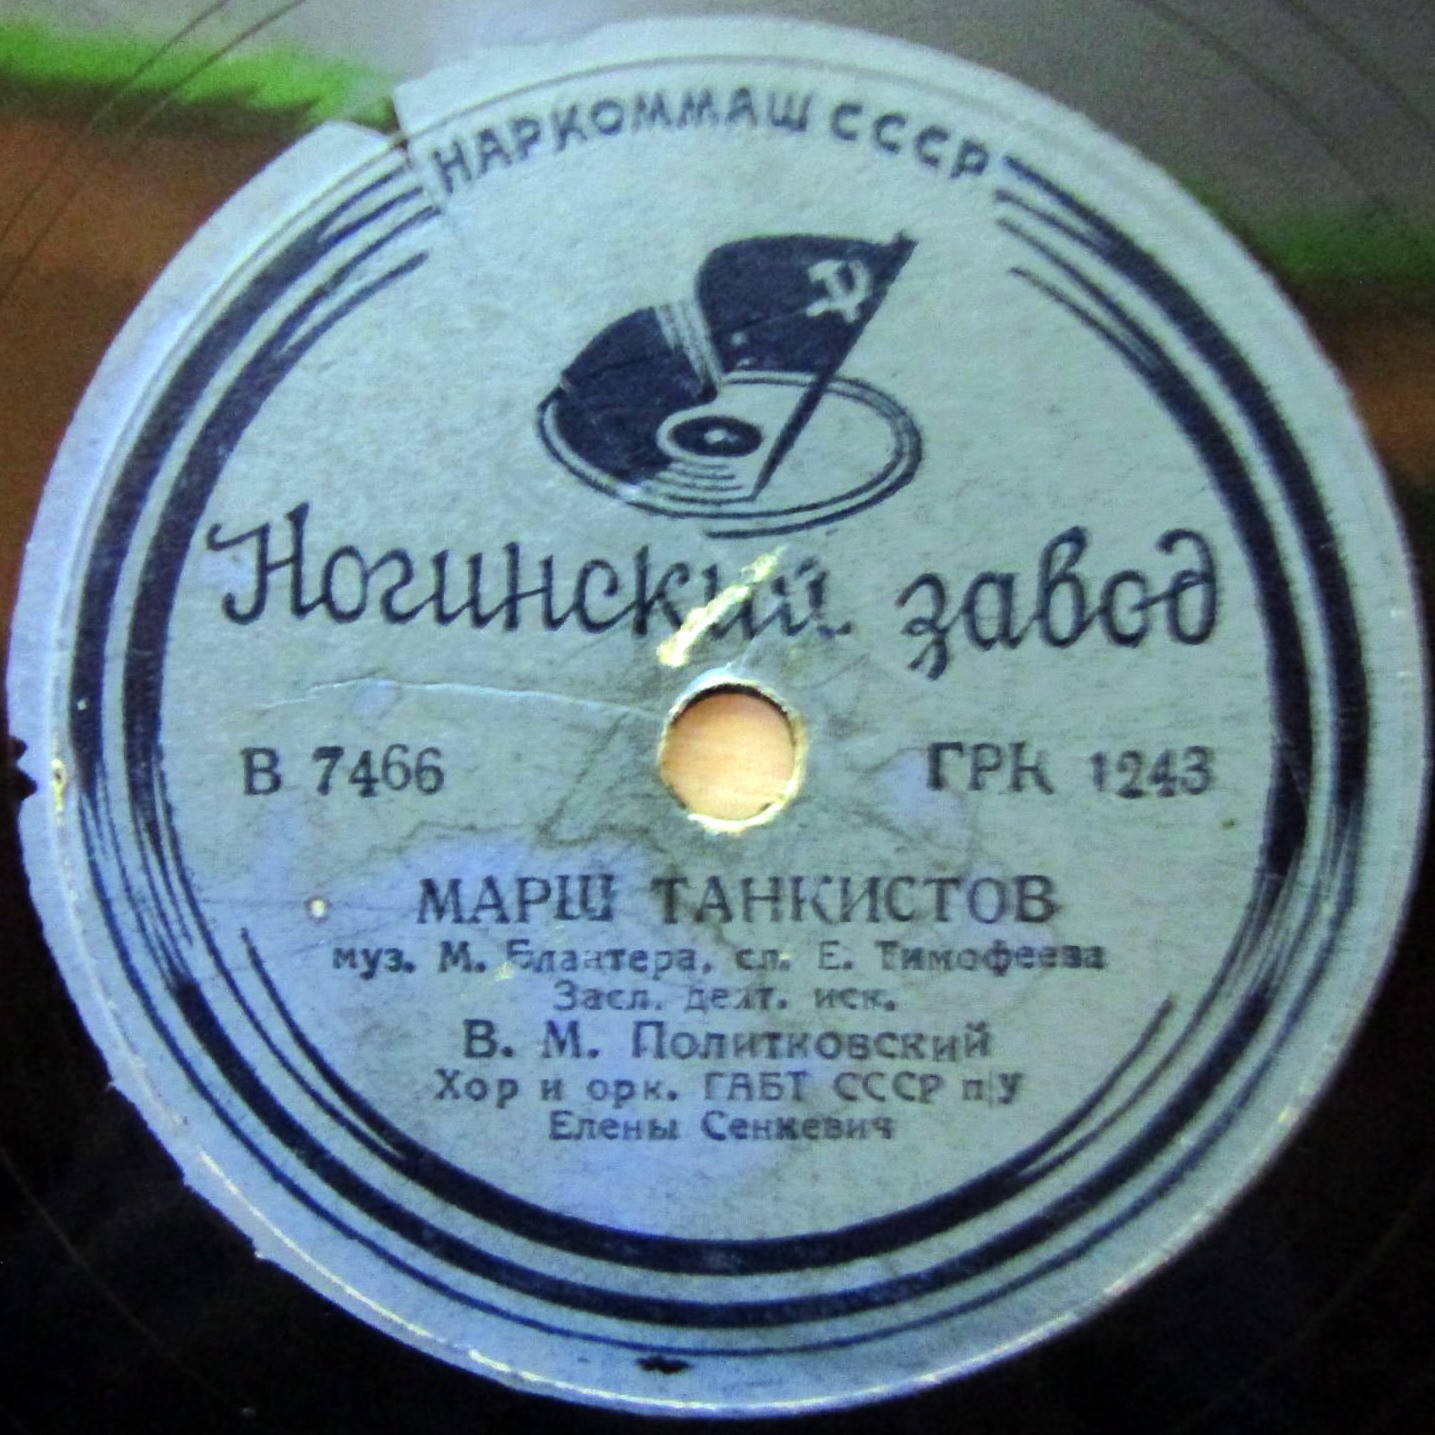 НАРКОММАШ СССР
Ногинский завод
В 7466 ГРК 1243
МАРШ ТАНКИСТОВ
муз. М. Блантера, сл. Е. Тимофеева
Засл. деят. иск.
В. М. Политковский
Хор и орк. ГАБТ СССР п/у
Елены Сенкевич